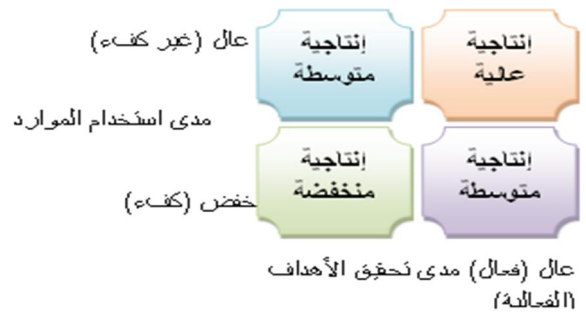 إنتاجية
عالية
إنتاجية
متوسطة
عال (غير كفء)
مدى استخدام الموارد
إنتاجية
متوسطة
إنتاجية
منخفضة
خفض (كفء)
عال (فعال) مدى تحقيق الأهداف
(الفعالية)